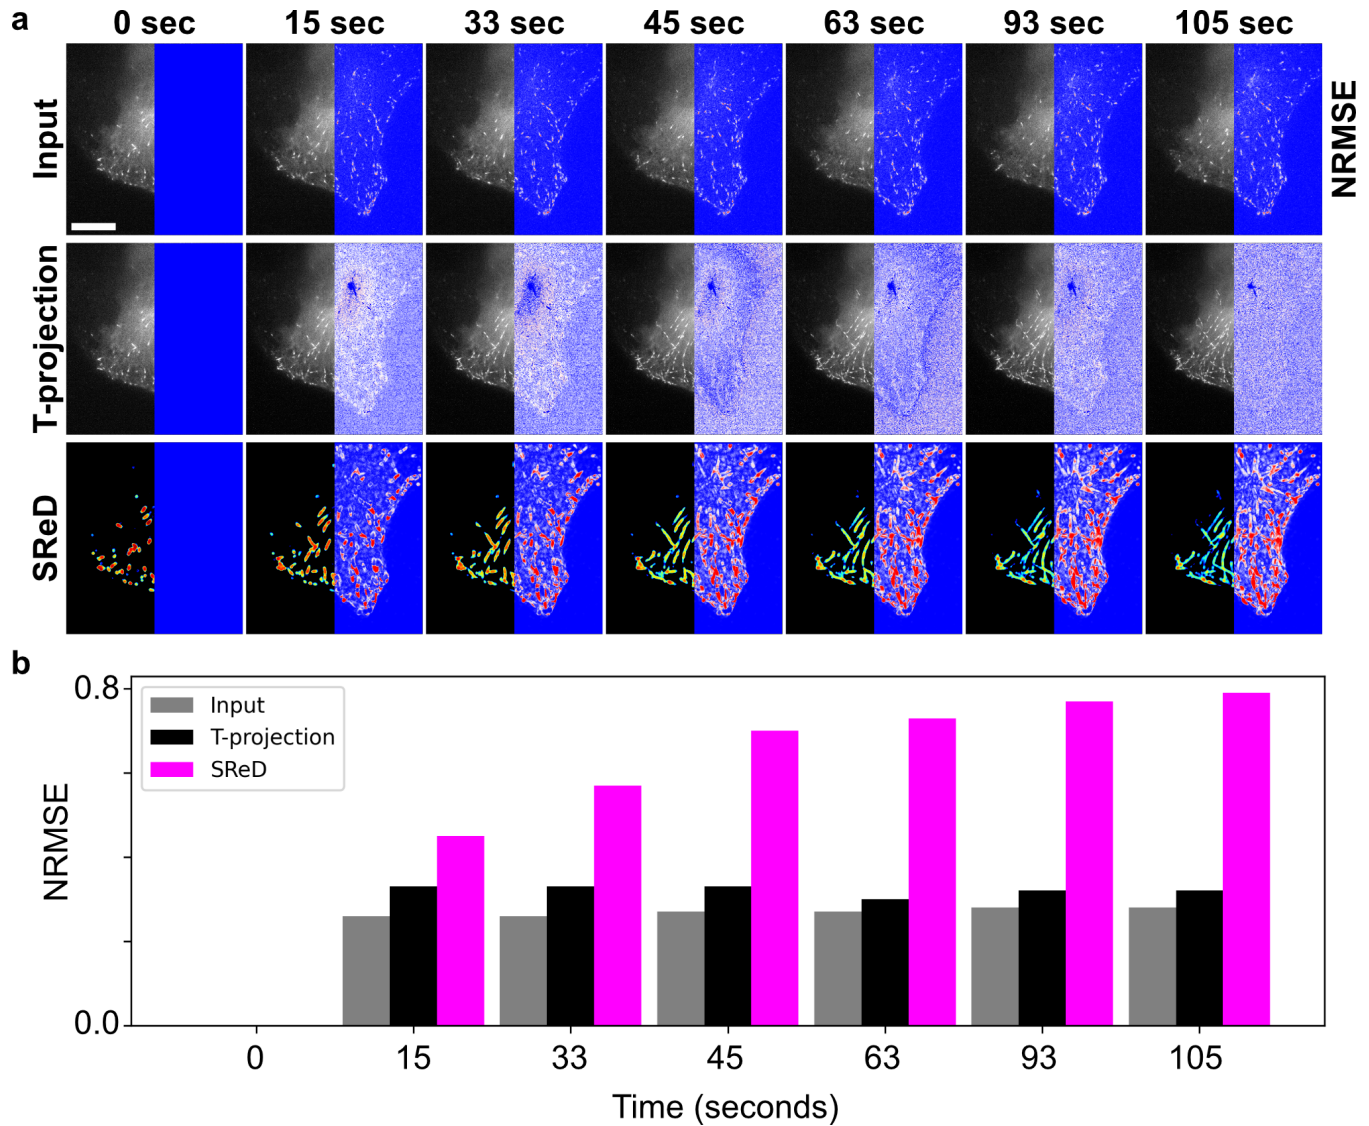 a
0 sec 15 sec 33 sec 45 sec 63 sec 93 sec 105 sec
Input
NRMSE
T-projection
SReD
b
0.8
Input
T-projection
SReD
NRMSE
0.0
0 15 33 45 63 93 105
Time (seconds)